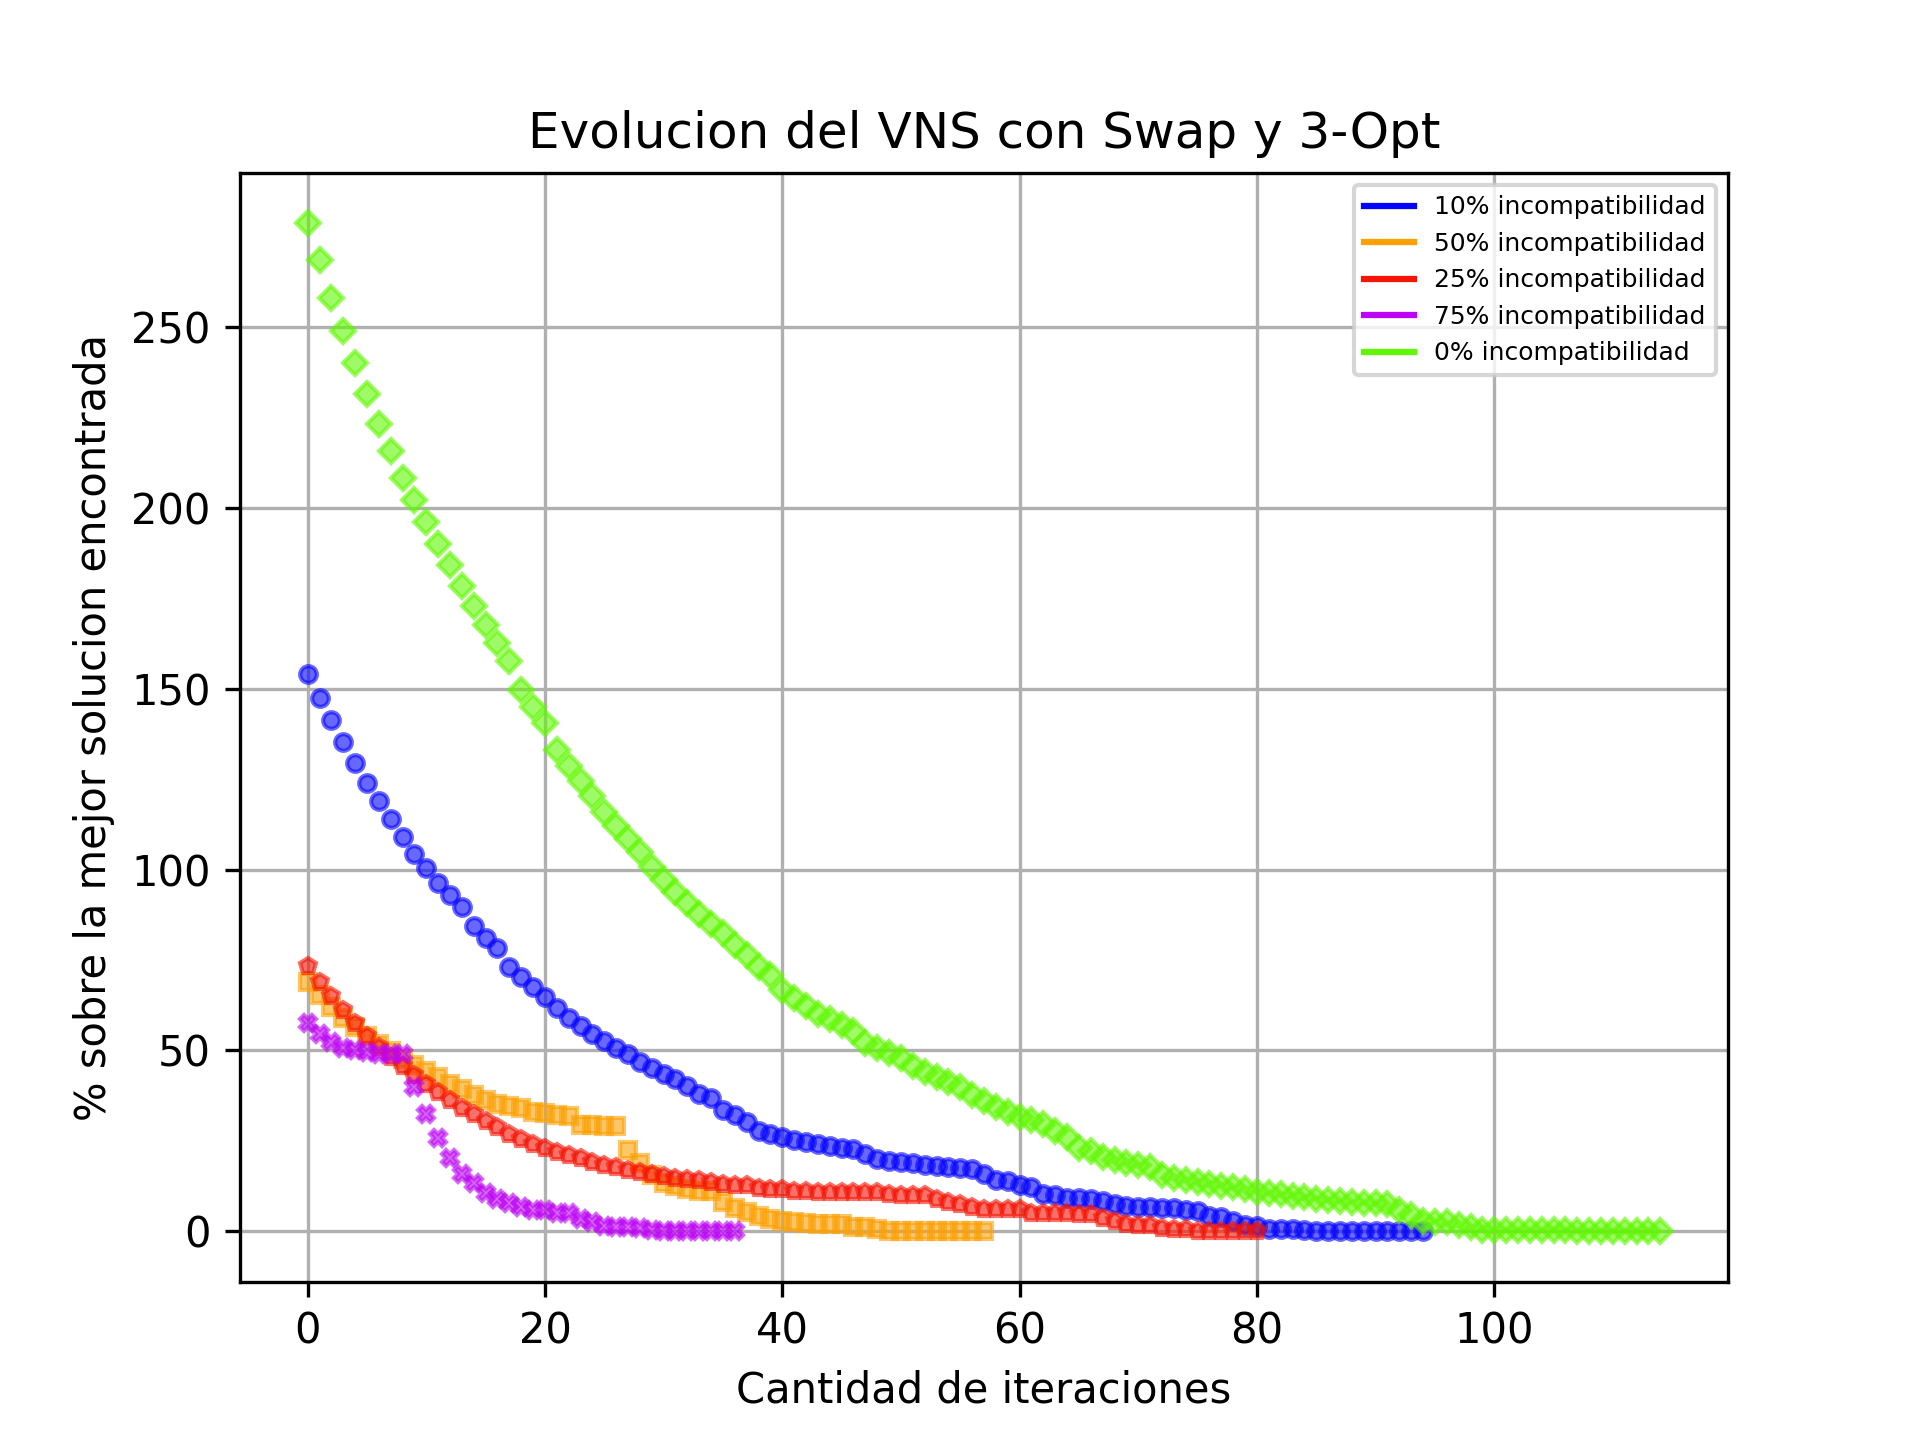 Evolucion del VNS con Swap y 3-Opt
10% incompatibilidad
50% incompatibilidad
25% incompatibilidad
75% incompatibilidad
0% incompatibilidad
% sobre la mejor solucion encontrada
250
200
150
100
50
0
0 20 40 60 80 100
Cantidad de iteraciones